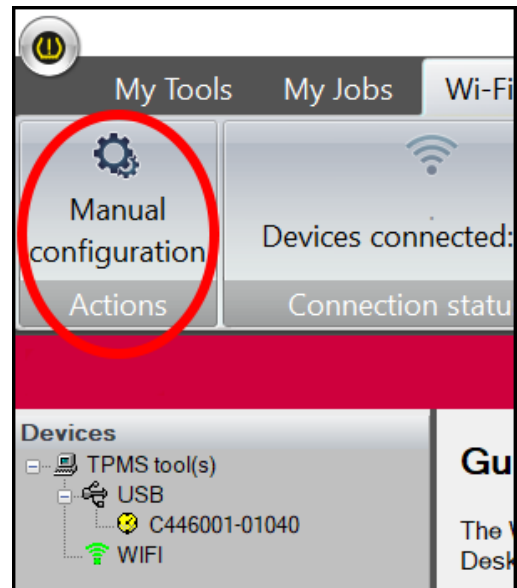 My Tools My Jobs Wi-Fi
Manual
configuration
Devices connected:
Actions Connection statu
Devices
TPMS tool(s)
USB
C446001-01040
WIFI
Gu
The
Desk